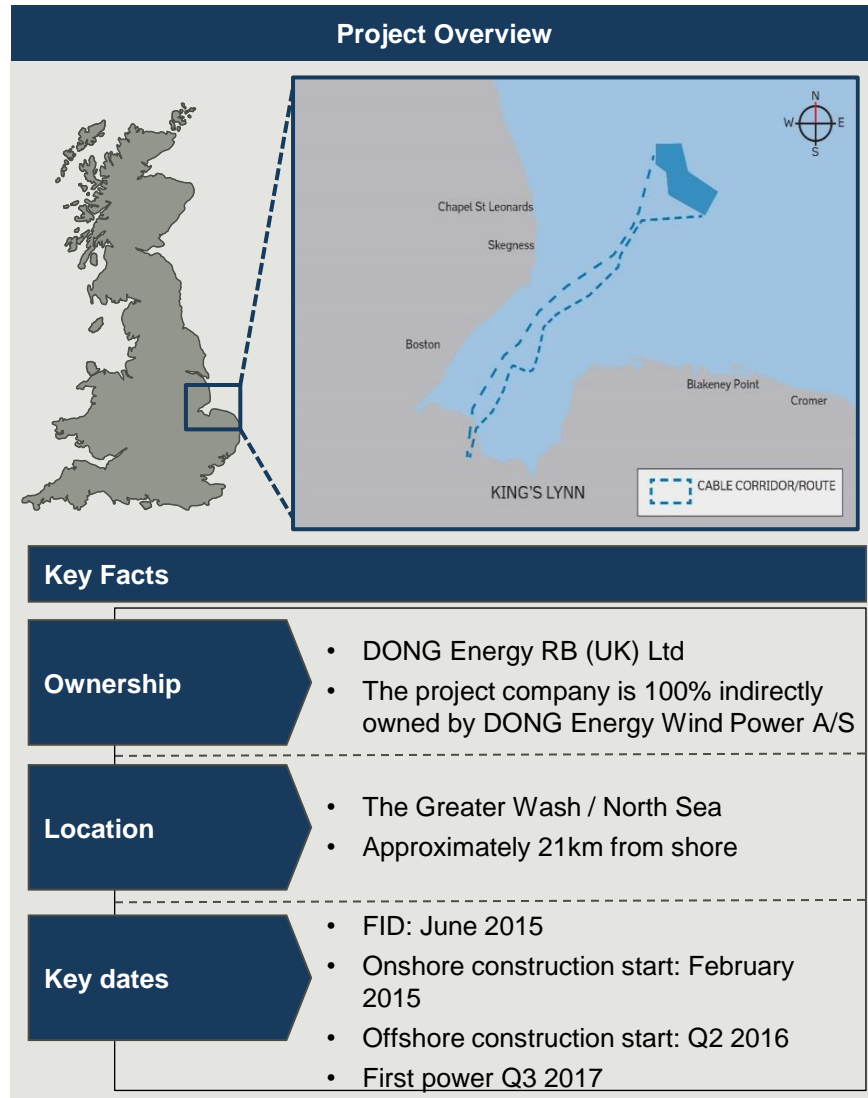 Project Overview
N
W
E
S
Chapel St Leonards
Skegness
Boston
Blakeney Point
Cromer
KING'S LYNN
CABLE CORRIDOR/ROUTE
Key Facts
Ownership
• DONG Energy RB (UK) Ltd
• The project company is 100% indirectly
owned by DONG Energy Wind Power A/S
Location
• The Greater Wash / North Sea
• Approximately 21km from shore
Key dates
• FID: June 2015
• Onshore construction start: February
2015
• Offshore construction start: Q2 2016
• First power Q3 2017